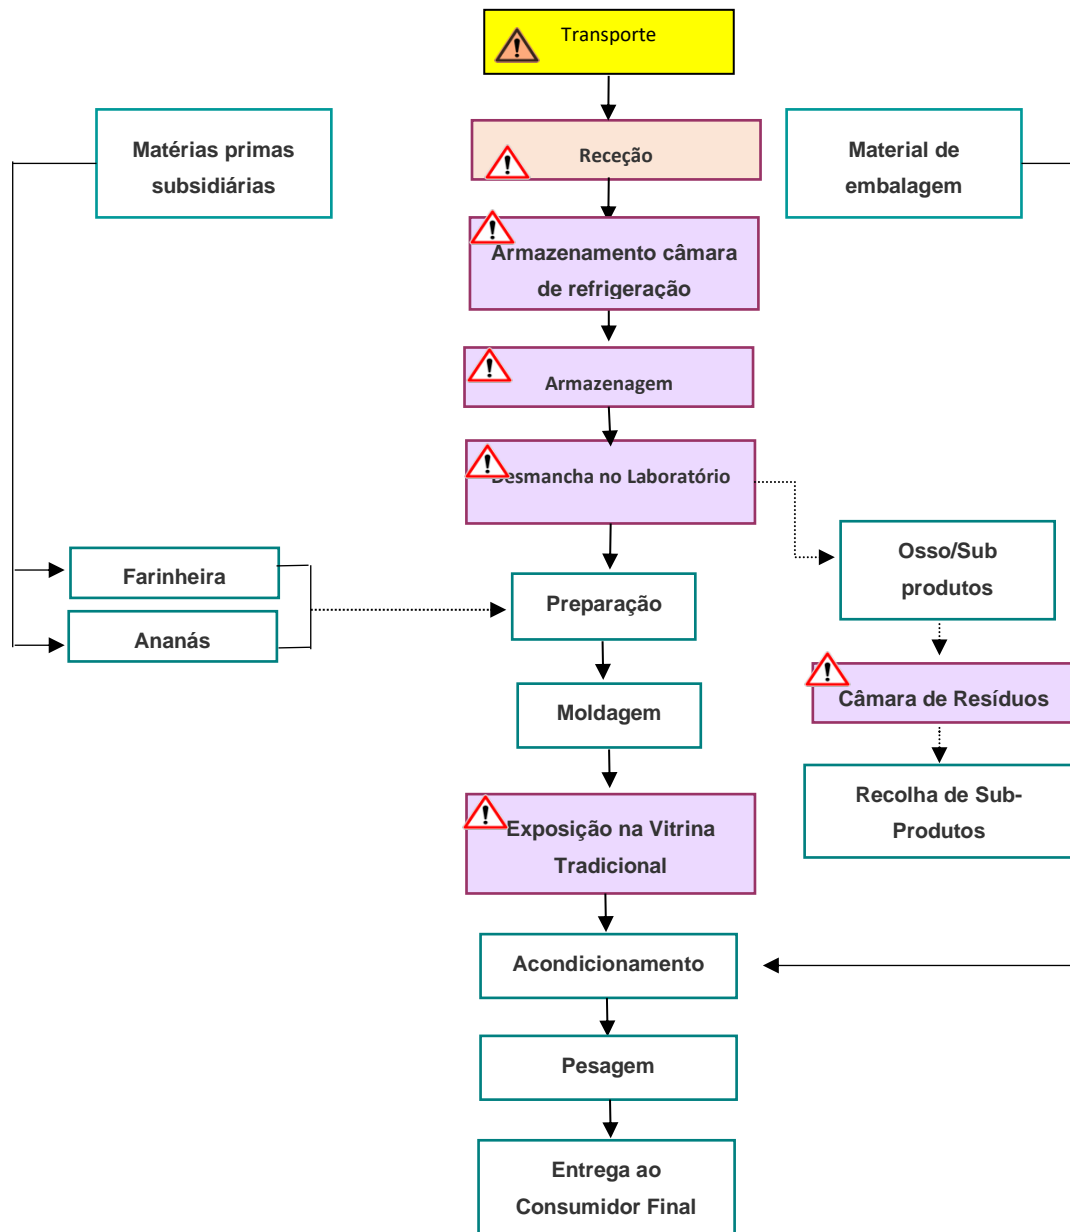 Transporte
Matérias primas
subsidiárias
Receção
Material de
embalagem
Armazenamento câmara
de refrigeração
Armazenagem
Desmancha no Laboratório
Farinheira
Ananás
Preparação
Osso/Sub
produtos
Moldagem
Câmara de Resíduos
Exposição na Vitrina
Tradicional
Recolha de Sub-
Produtos
Acondicionamento
Pesagem
Entrega ao
Consumidor Final